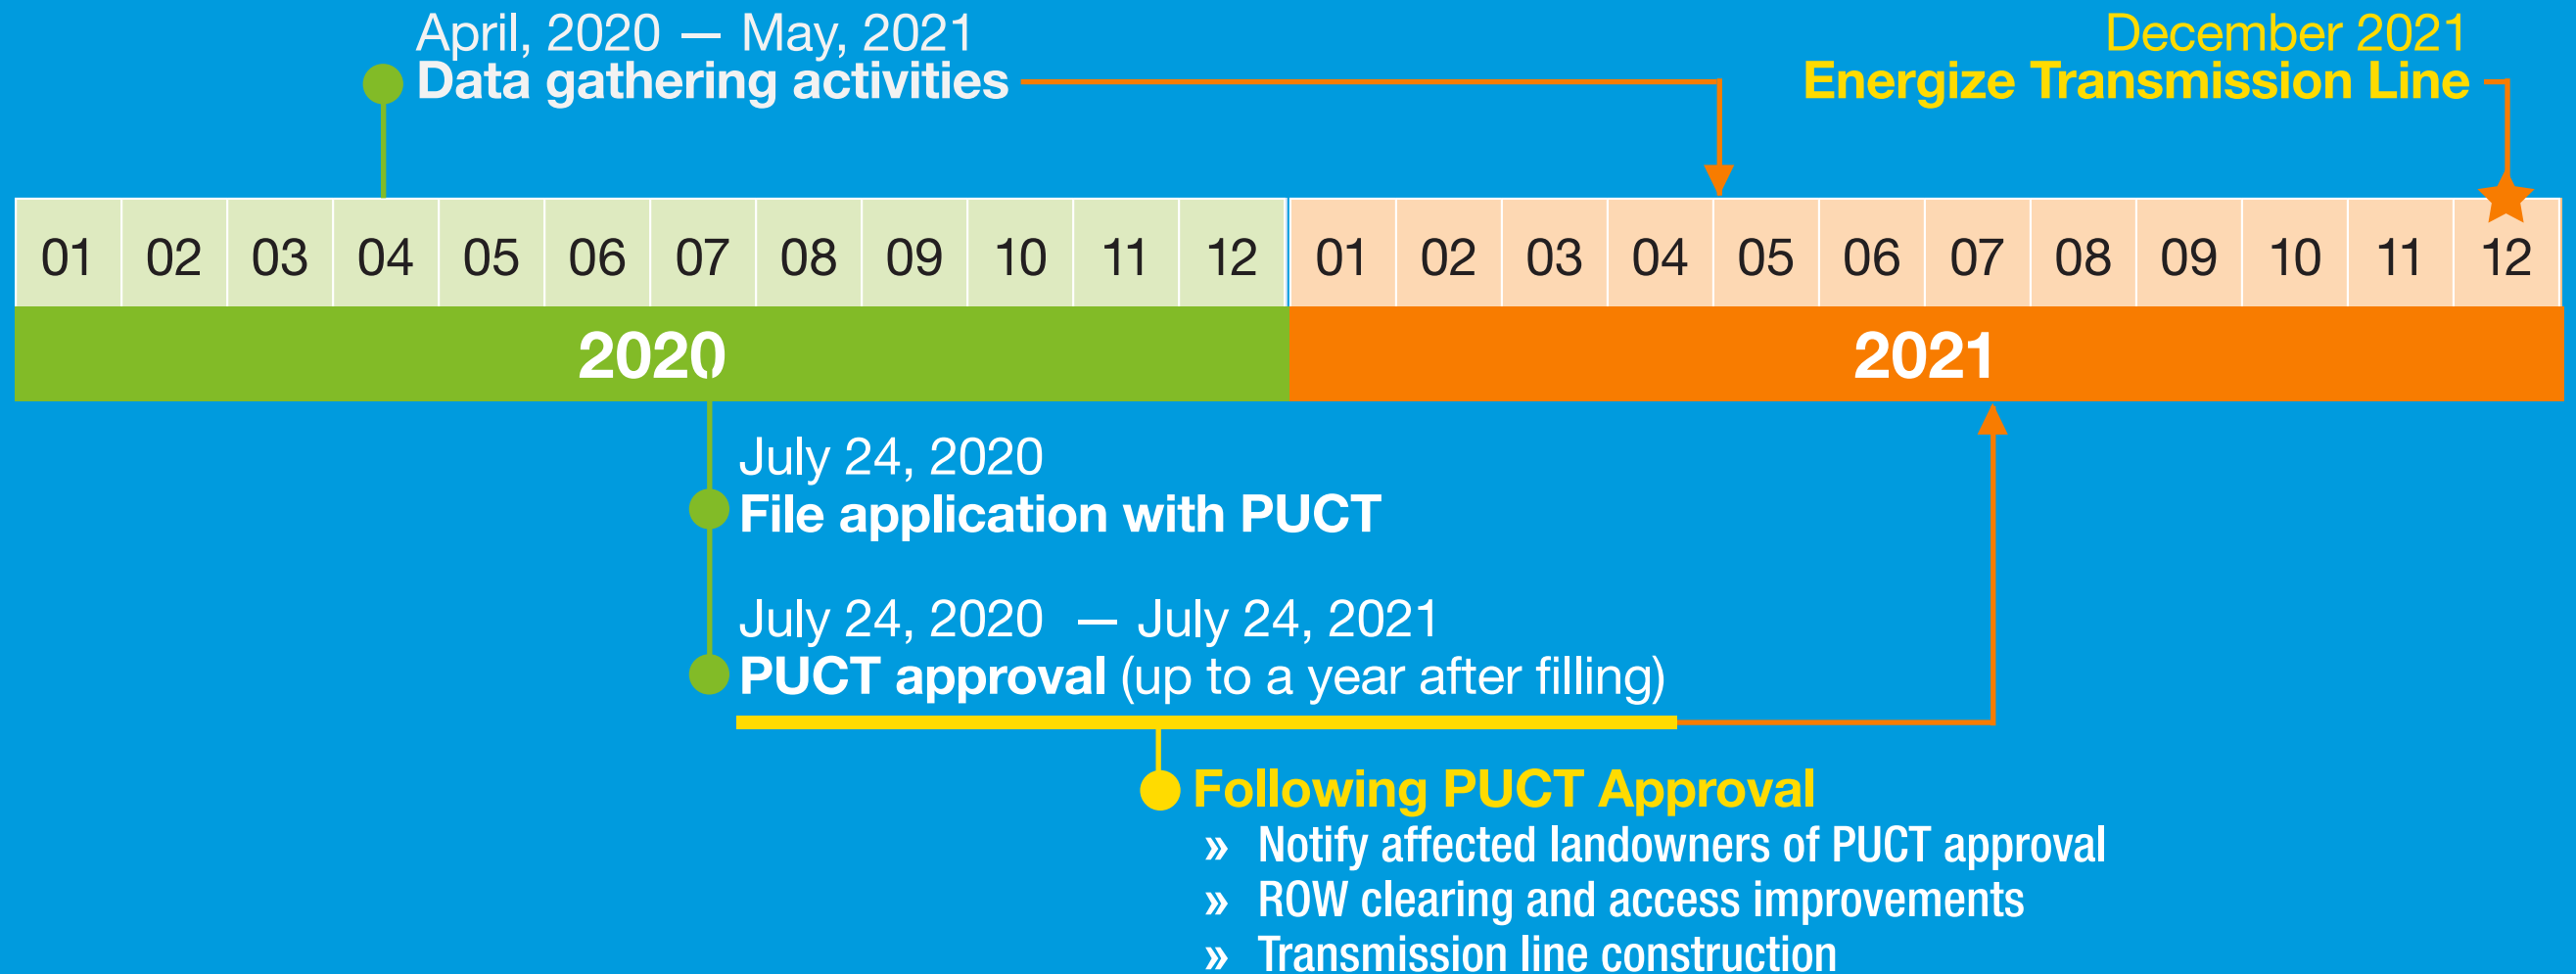 April, 2020 — May, 2021
Data gathering activities
December 2021
Energize Transmission Line
01 02 03 04 05 06 07 08 09 10 11 12 01 02 03 04 05 06 07 08 09 10 11 12
2020 2021
July 24, 2020
File application with PUCT
July 24, 2020 — July 24, 2021
PUCT approval (up to a year after filling)
Following PUCT Approval
» Notify affected landowners of PUCT approval
» ROW clearing and access improvements
» Transmission line construction